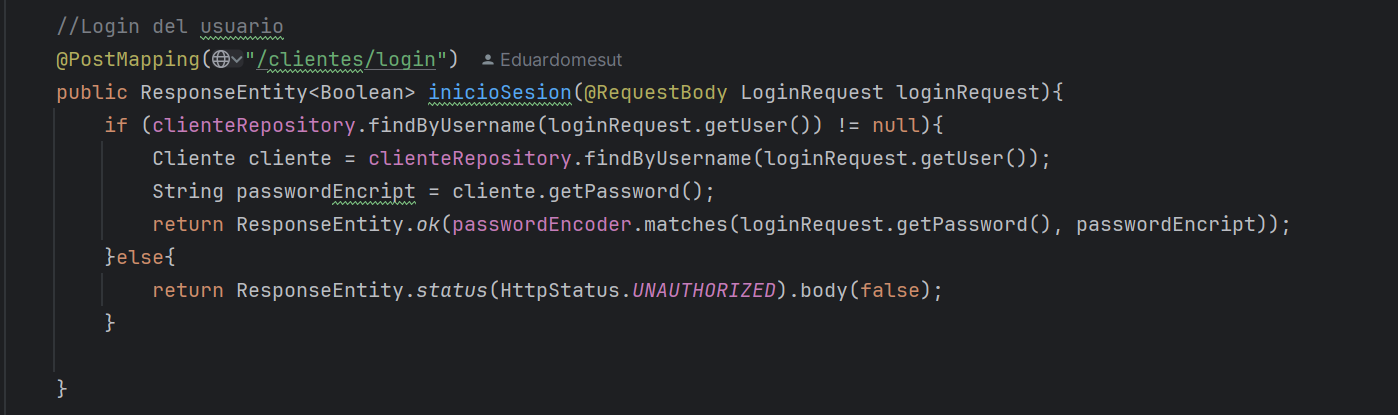 //Login del usuario
@PostMapping("/clientes/login") Eduardomesut
public ResponseEntity<Boolean> inicioSesion(@RequestBody LoginRequest loginRequest){
if (clienteRepository.findByUsername(loginRequest.getUser()) != null){
Cliente cliente = clienteRepository.findByUsername(loginRequest.getUser());
String passwordEncript = cliente.getPassword();
return ResponseEntity.ok(passwordEncoder.matches(loginRequest.getPassword(), passwordEncript));
}else{
return ResponseEntity.status(HttpStatus.UNAUTHORIZED).body(false);
}
}